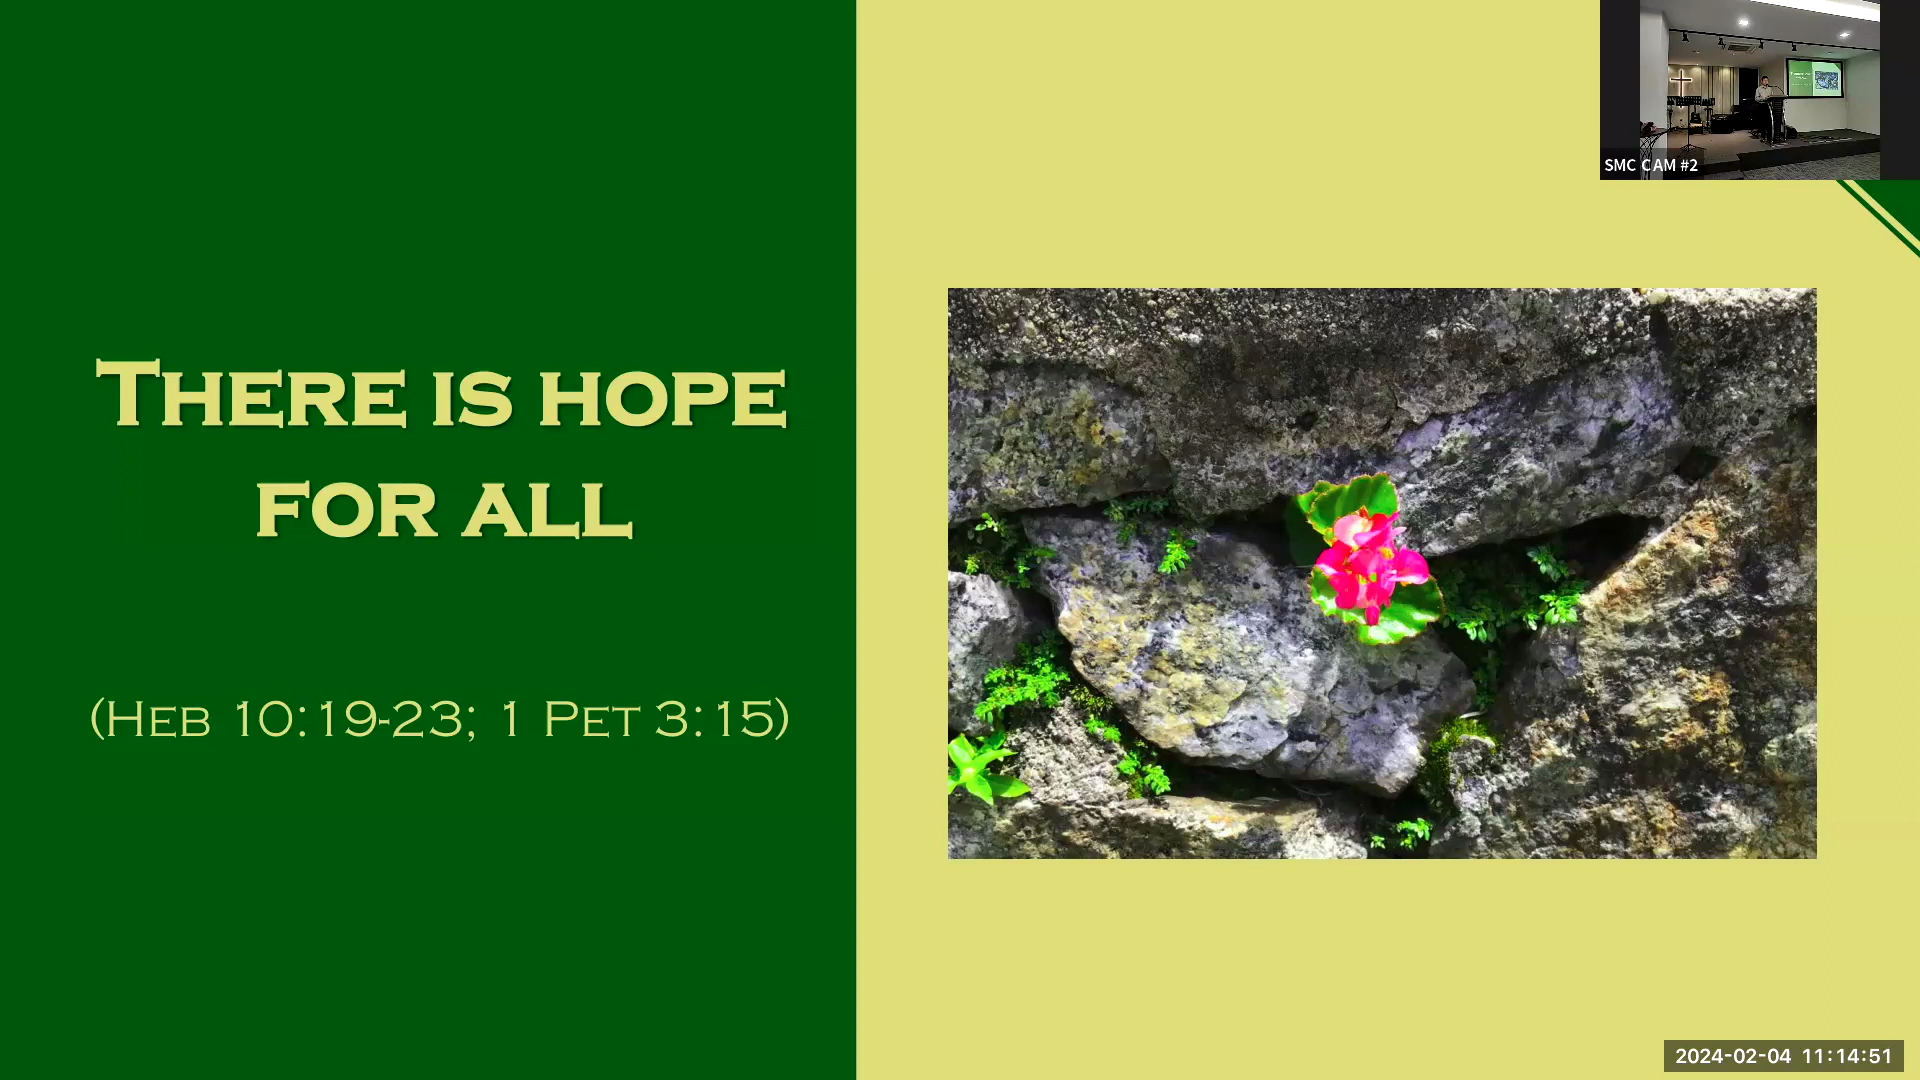 There is hope
for all
(Heb 10:19-23; 1 Pet 3:15)
SMC CAM #2
2024-02-04 11:14:51